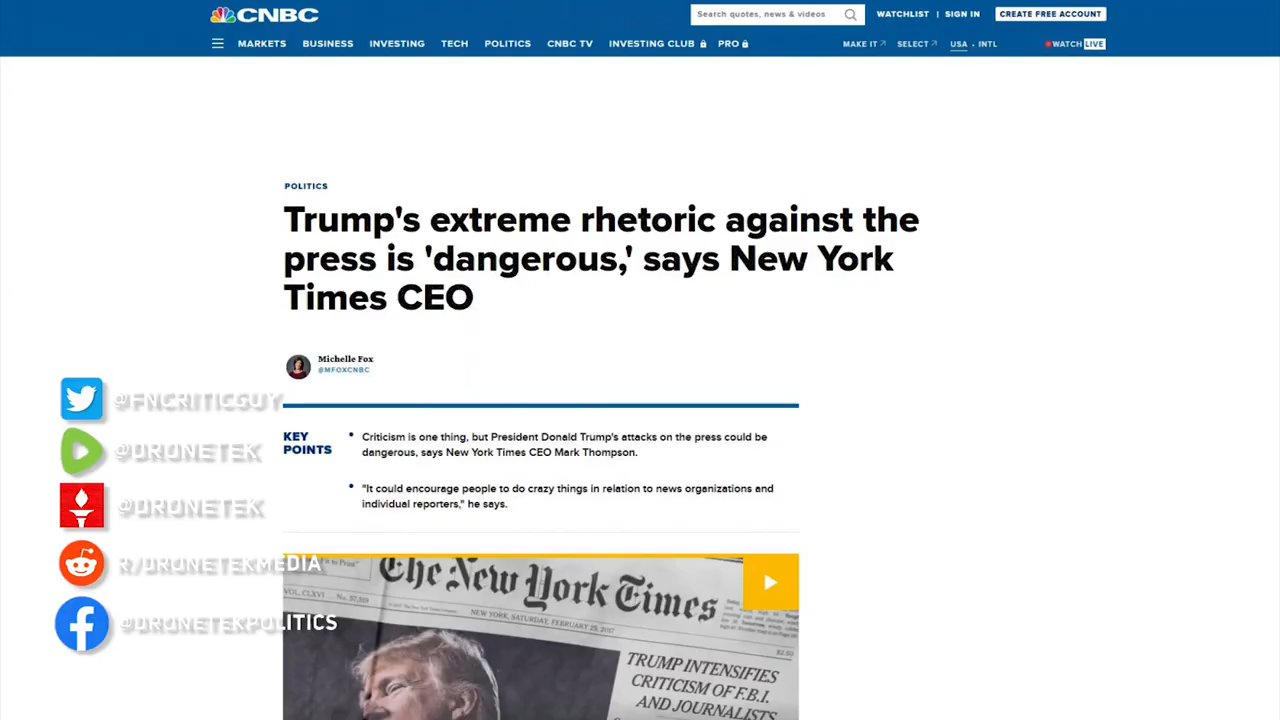 CNBC
Search quotes, news & videos
WATCHLIST | SIGN IN
CREATE FREE ACCOUNT
MARKETS BUSINESS INVESTING TECH POLITICS CNBC TV INVESTING CLUB PRO
MAKE IT SELECT USA • INTL WATCH LIVE
POLITICS
Trump's extreme rhetoric against the
press is 'dangerous,' says New York
Times CEO
Michelle Fox
@MFOXCNBC
KEY
POINTS
• Criticism is one thing, but President Donald Trump's attacks on the press could be
dangerous, says New York Times CEO Mark Thompson.
• "It could encourage people to do crazy things in relation to news organizations and
individual reporters," he says.
@FNCRITICGUY
@DRONETEK
@DRONETEK
R/DRONETEKMEDIA
@DRONETEKPOLITICS
The New York Times
NEW YORK, SATURDAY, FEBRUARY 25, 2017
$2.50
TRUMP INTENSIFIES
CRITICISM OF F.B.I.
AND JOURNALISTS